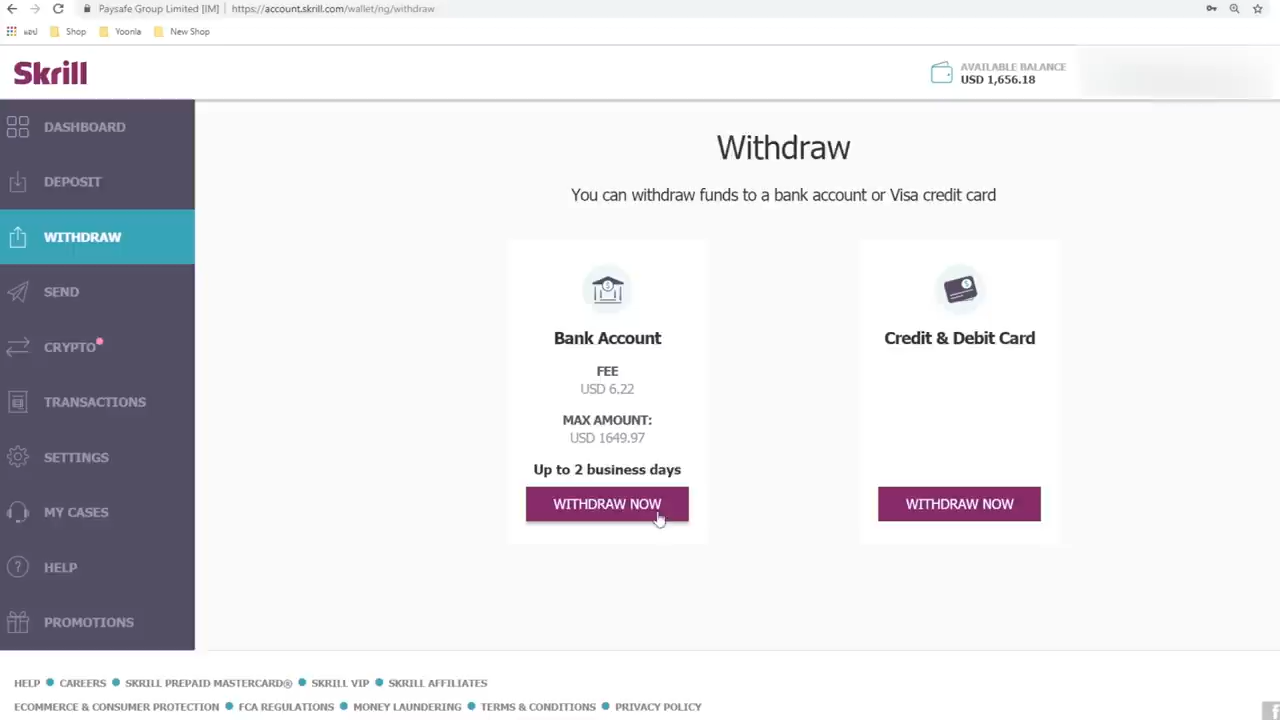 Paysafe Group Limited [IM] https://account.skrill.com/wallet/ng/withdraw
Shop Yoonla New Shop
Skrill
AVAILABLE BALANCE
USD 1,656.18
DASHBOARD
DEPOSIT
WITHDRAW
SEND
CRYPTO
TRANSACTIONS
SETTINGS
MY CASES
HELP
PROMOTIONS
Withdraw
You can withdraw funds to a bank account or Visa credit card
Bank Account
FEE
USD 6.22
MAX AMOUNT:
USD 1649.97
Up to 2 business days
WITHDRAW NOW
Credit & Debit Card
WITHDRAW NOW
HELP CAREERS SKRILL PREPAID MASTERCARD® SKRILL VIP SKRILL AFFILIATES
ECOMMERCE & CONSUMER PROTECTION FCA REGULATIONS MONEY LAUNDERING TERMS & CONDITIONS PRIVACY POLICY